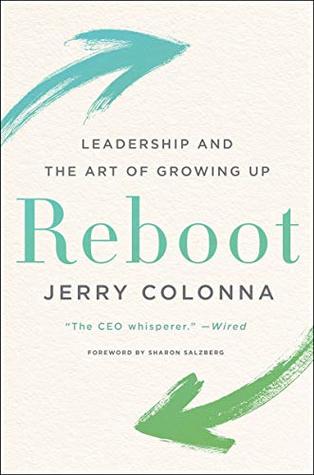 LEADERSHIP AND
THE ART OF GROWING UP
Reboot
JERRY COLONNA
"The CEO whisperer." —Wired
FOREWORD BY SHARON SALZBERG